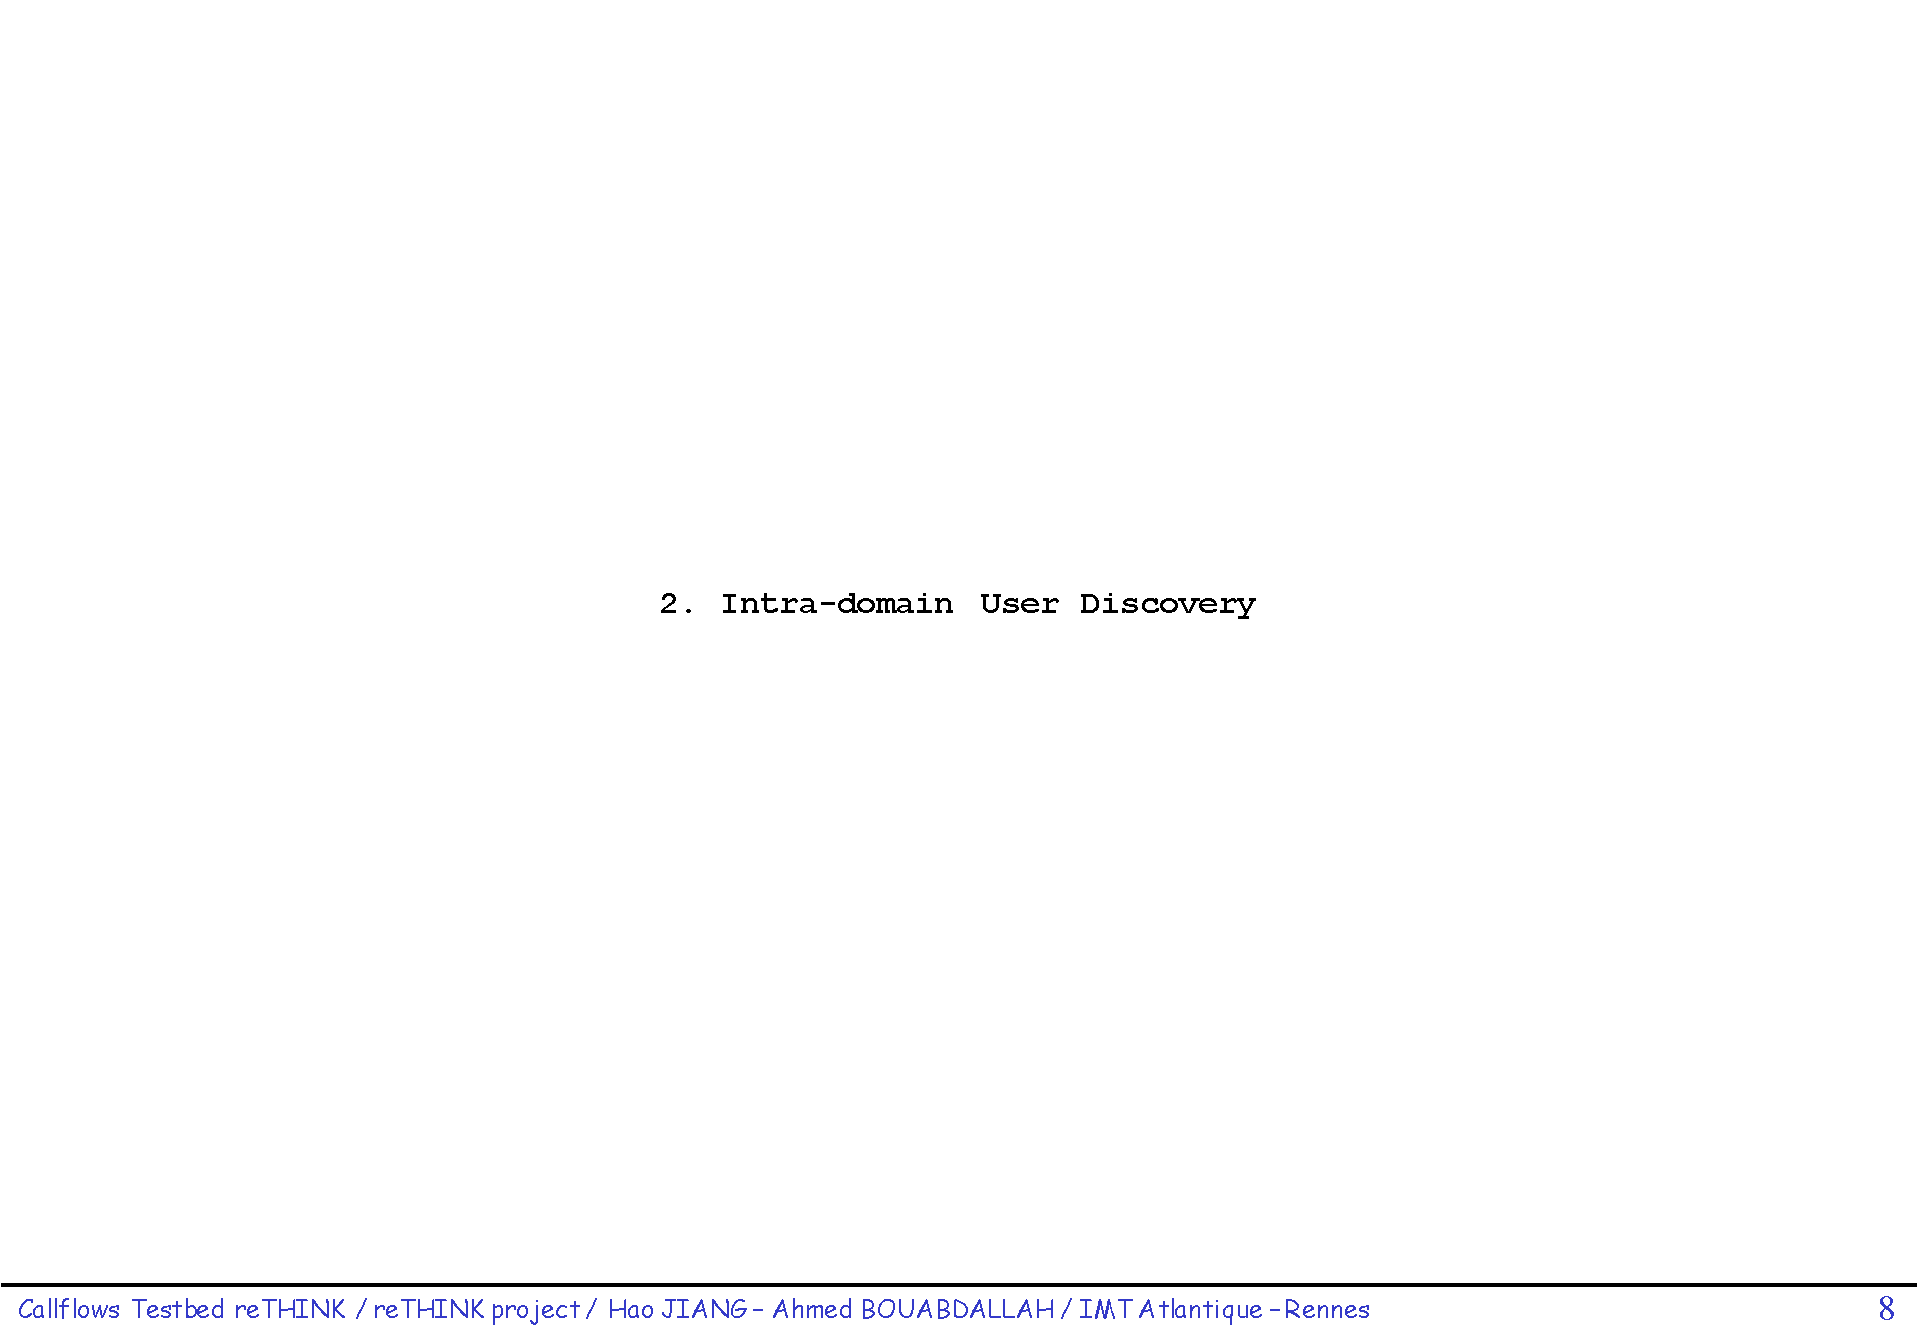 2. Intra-domain User Discovery
Callflows Testbed reTHINK / reTHINK project / Hao JIANG – Ahmed BOUABDALLAH / IMT Atlantique – Rennes 8